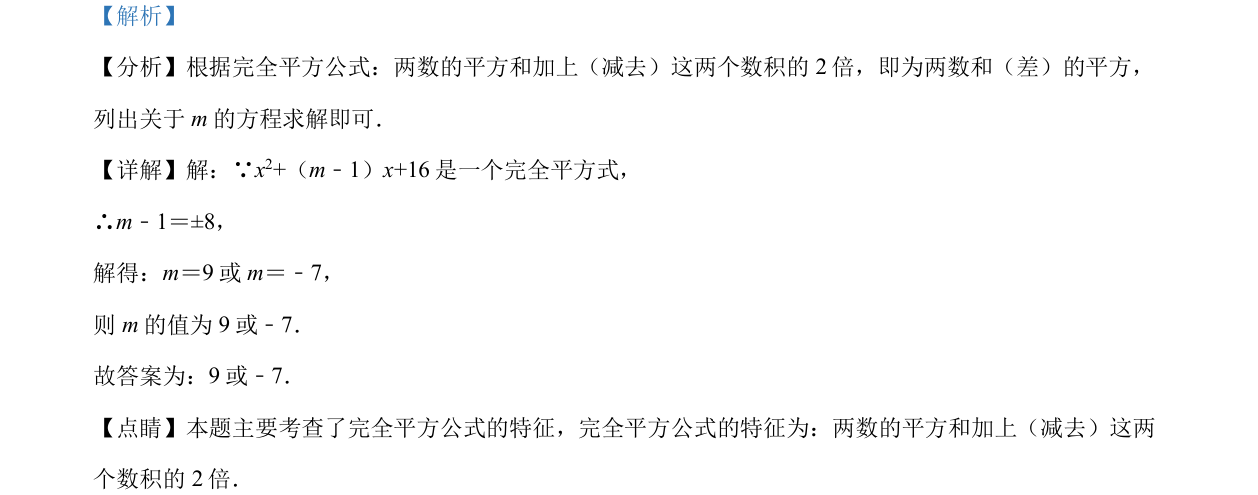 【解析】
【分析】根据完全平方公式：两数的平方和加上（减去）这两个数积的 2 倍，即为两数和（差）的平方，
列出关于 m 的方程求解即可．
【详解】解：∵x²+（m﹣1）x+16 是一个完全平方式，
∴m﹣1＝±8，
解得：m＝9 或 m＝﹣7，
则 m 的值为 9 或﹣7．
故答案为：9 或﹣7．
【点睛】本题主要考查了完全平方公式的特征，完全平方公式的特征为：两数的平方和加上（减去）这两
个数积的 2 倍．